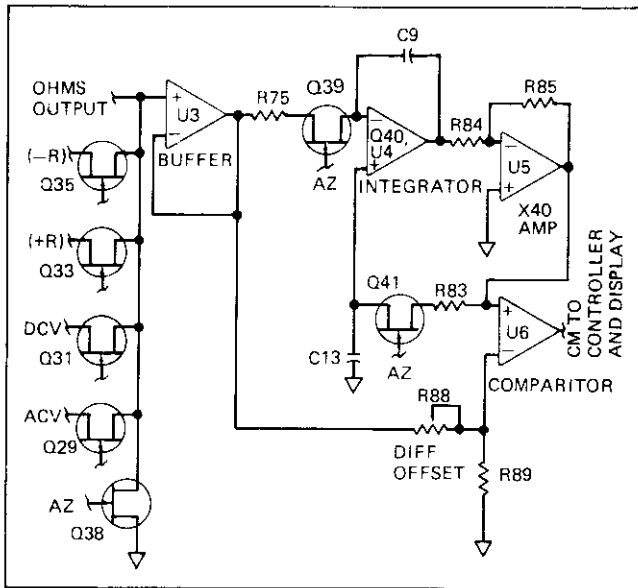 C9
Q39
OHMS
OUTPUT
+
U3
−
R75
−
Q40,
U4
+
R84
R85
−
U5
+
(−R)
Q35
BUFFER
AZ
INTEGRATOR
X40
AMP
(+R)
Q33
Q41
R83
+
U6
−
CM TO
CONTROLLER
AND DISPLAY
DCV
Q31
C13
AZ
COMPARITOR
R88
ACV
Q29
DIFF
OFFSET
R89
AZ
Q38